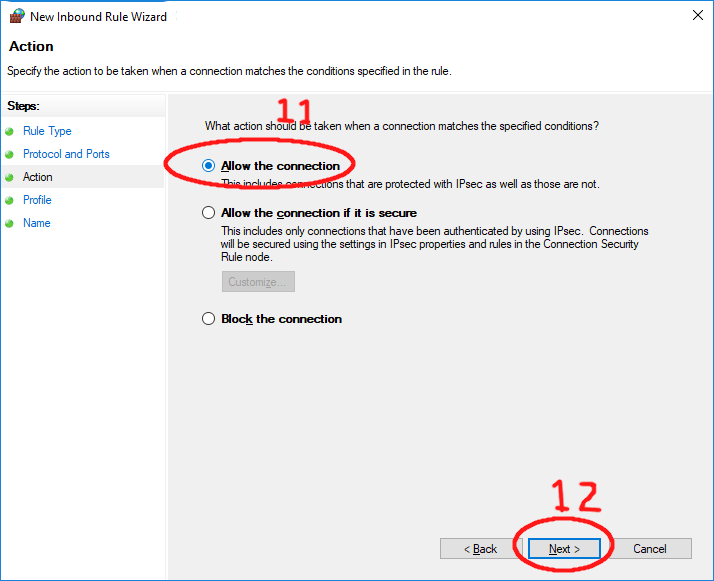 New Inbound Rule Wizard
Action
Specify the action to be taken when a connection matches the conditions specified in the rule.
Steps:
Rule Type
Protocol and Ports
Action
Profile
Name
11
What action should be taken when a connection matches the specified conditions?
Allow the connection
This includes connections that are protected with IPsec as well as those are not.
Allow the connection if it is secure
This includes only connections that have been authenticated by using IPsec. Connections
will be secured using the settings in IPsec properties and rules in the Connection Security
Rule node.
Customize...
Block the connection
12
< Back
Next >
Cancel